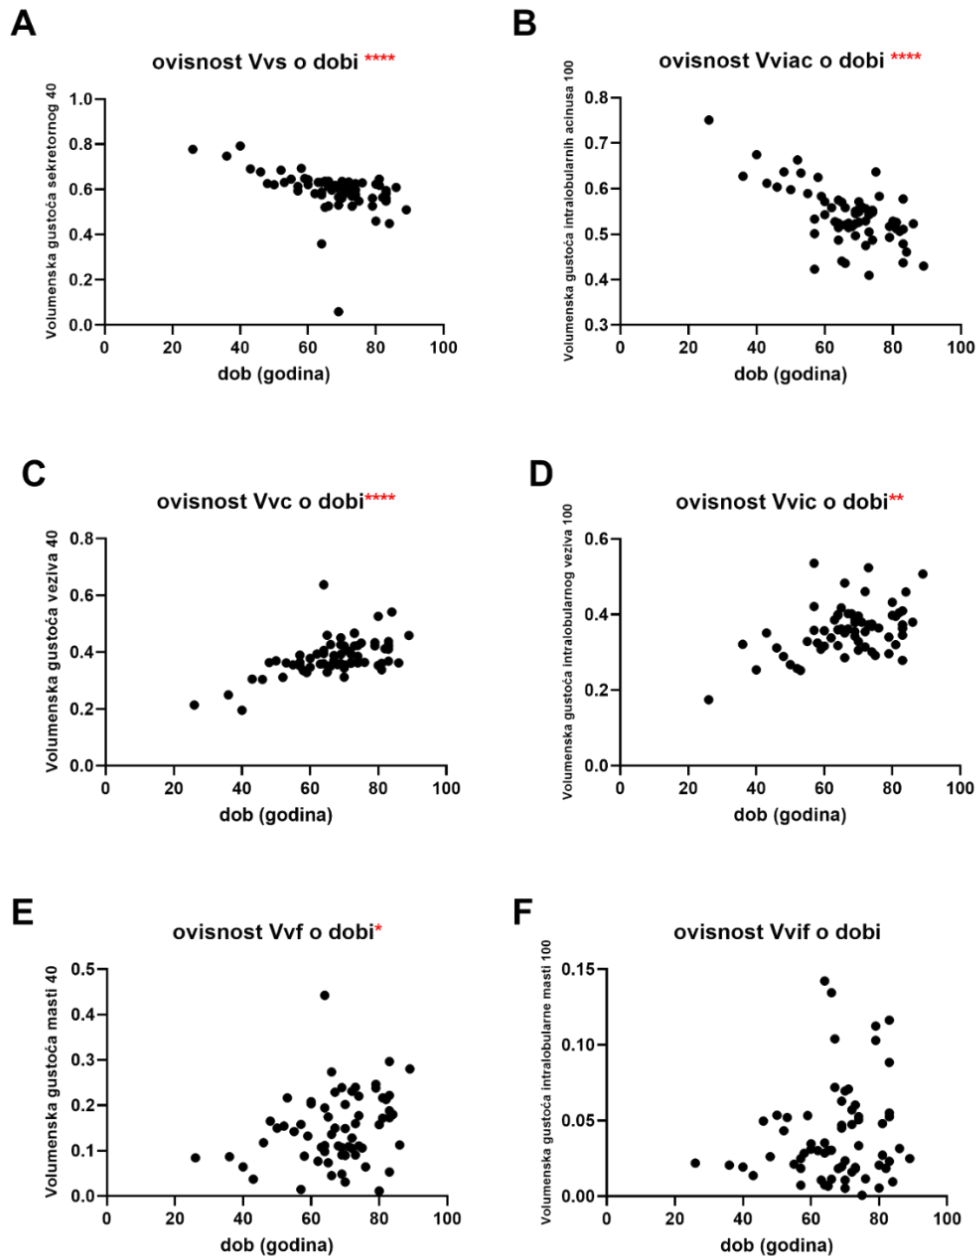 A
ovisnost Vvs o dobi ****
Volumenska gustoća sekretornog 40
1.0
0.8
0.6
0.4
0.2
0.0
0 20 40 60 80 100
dob (godina)
B
ovisnost Vviac o dobi ****
Volumenska gustoća intralobularnih acinusa 100
0.8
0.7
0.6
0.5
0.4
0.3
0 20 40 60 80 100
dob (godina)
C
ovisnost Vvc o dobi****
Volumenska gustoća veziva 40
0.8
0.6
0.4
0.2
0.0
0 20 40 60 80 100
dob (godina)
D
ovisnost Vvic o dobi**
Volumenska gustoća intralobularnog veziva 100
0.6
0.4
0.2
0.0
0 20 40 60 80 100
dob (godina)
E
ovisnost Vvf o dobi*
Volumenska gustoća masti 40
0.5
0.4
0.3
0.2
0.1
0.0
0 20 40 60 80 100
dob (godina)
F
ovisnost Vvif o dobi
Volumenska gustoća intralobularne masti 100
0.15
0.10
0.05
0.00
0 20 40 60 80 100
dob (godina)